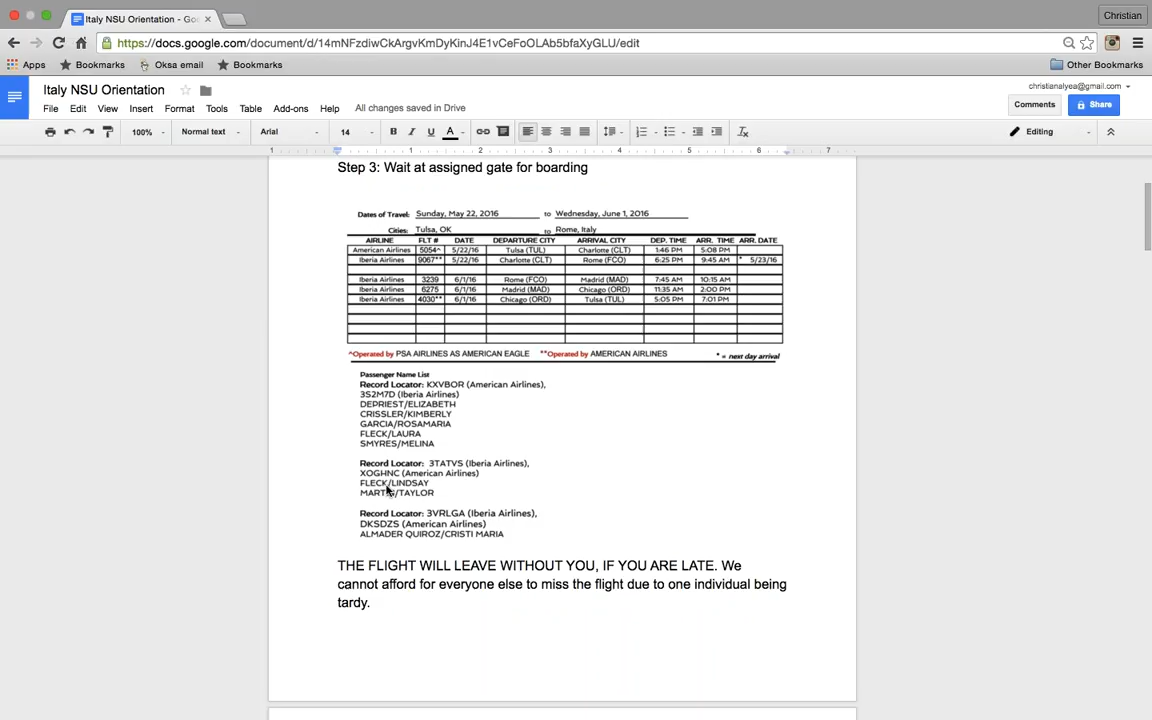 Italy NSU Orientation - Goo
Christian
https://docs.google.com/document/d/14mNFzdiwCkArgvKmDyKinJ4E1vCeFoOLAb5bfaXyGLU/edit
Apps Bookmarks Oksa email Bookmarks Other Bookmarks
Italy NSU Orientation christianalyea@gmail.com
File Edit View Insert Format Tools Table Add-ons Help All changes saved in Drive Comments Share
100% Normal text Arial 14 B I U A Editing
1 1 2 3 4 5 6 7
Step 3: Wait at assigned gate for boarding
Dates of Travel: Sunday, May 22, 2016 to Wednesday, June 1, 2016
Cities: Tulsa, OK to Rome, Italy
AIRLINE FLT # DATE DEPARTURE CITY ARRIVAL CITY DEP. TIME ARR. TIME ARR. DATE
American Airlines 5054^ 5/22/16 Tulsa (TUL) Charlotte (CLT) 1:46 PM 5:08 PM
Iberia Airlines 9067** 5/22/16 Charlotte (CLT) Rome (FCO) 6:25 PM 9:45 AM * 5/23/16
Iberia Airlines 3239 6/1/16 Rome (FCO) Madrid (MAD) 7:45 AM 10:15 AM
Iberia Airlines 6275 6/1/16 Madrid (MAD) Chicago (ORD) 11:35 AM 2:00 PM
Iberia Airlines 4030** 6/1/16 Chicago (ORD) Tulsa (TUL) 5:05 PM 7:01 PM
^Operated by PSA AIRLINES AS AMERICAN EAGLE **Operated by AMERICAN AIRLINES * = next day arrival
Passenger Name List
Record Locator: KXVBOR (American Airlines),
3S2M7D (Iberia Airlines)
DEPRIEST/ELIZABETH
CRISSLER/KIMBERLY
GARCIA/ROSAMARIA
FLECK/LAURA
SMYRES/MELINA
Record Locator: 3TATVS (Iberia Airlines),
XOGHNC (American Airlines)
FLECK/LINDSAY
MARTIN/TAYLOR
Record Locator: 3VRLGA (Iberia Airlines),
DKSDZS (American Airlines)
ALMADER QUIROZ/CRISTI MARIA
THE FLIGHT WILL LEAVE WITHOUT YOU, IF YOU ARE LATE. We
cannot afford for everyone else to miss the flight due to one individual being
tardy.